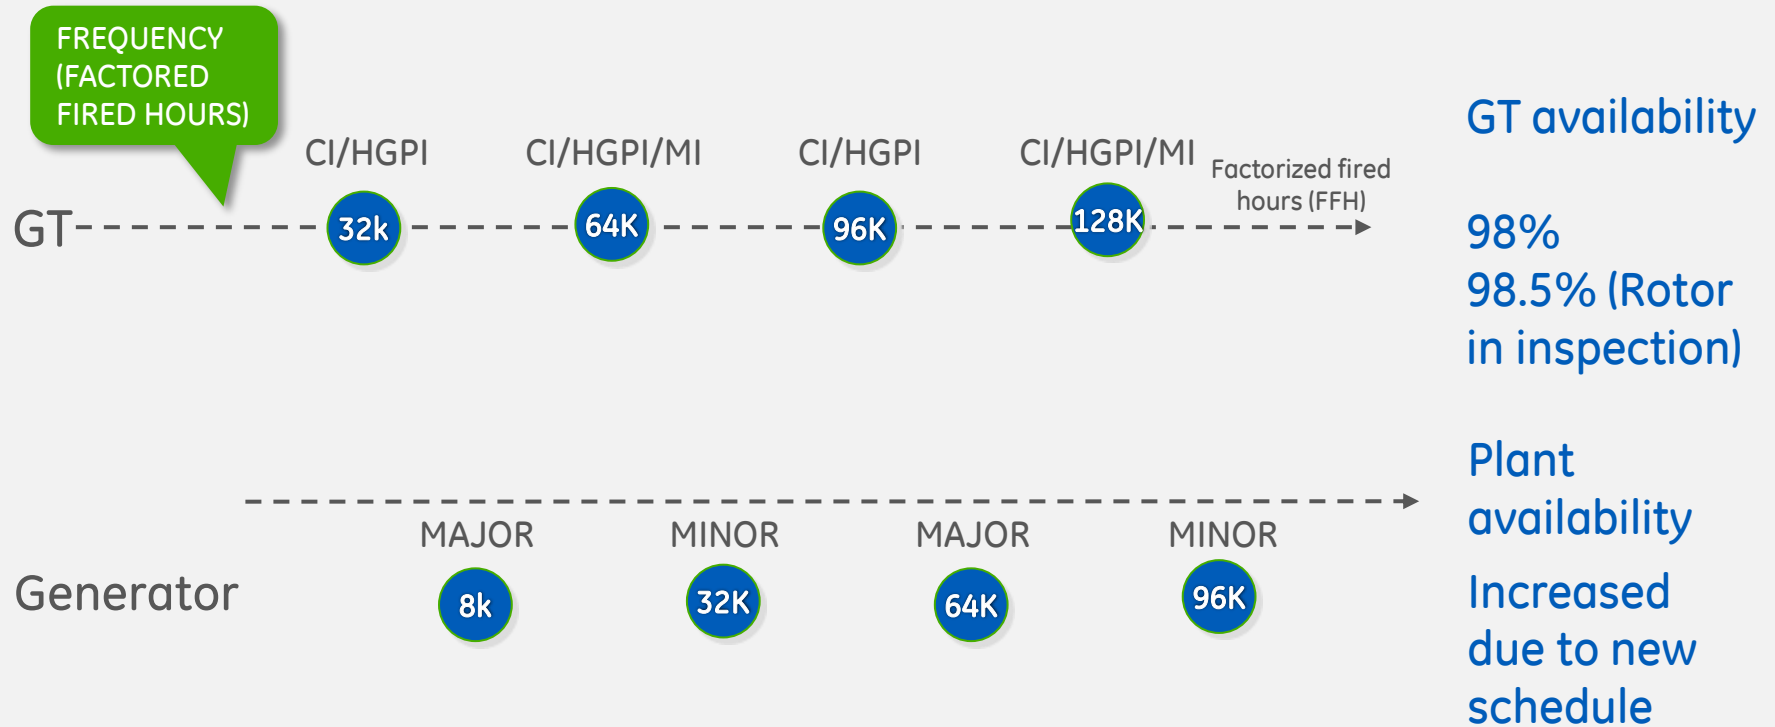 FREQUENCY
(FACTORED
FIRED HOURS)
CI/HGPI
CI/HGPI/MI
CI/HGPI
CI/HGPI/MI
Factorized fired
hours (FFH)
GT
32k
64K
96K
128K
GT availability
98%
98.5% (Rotor
in inspection)
MAJOR
MINOR
MAJOR
MINOR
Generator
8k
32K
64K
96K
Plant
availability
Increased
due to new
schedule